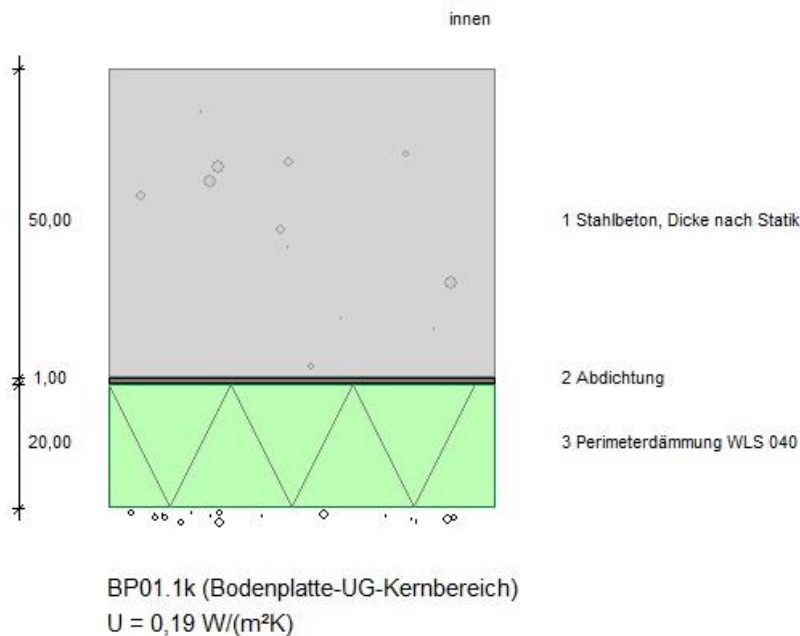 innen
50,00
1 Stahlbeton, Dicke nach Statik
1,00
2 Abdichtung
20,00
3 Perimeterdämmung WLS 040
BP01.1k (Bodenplatte-UG-Kernbereich)
U = 0,19 W/(m²K)